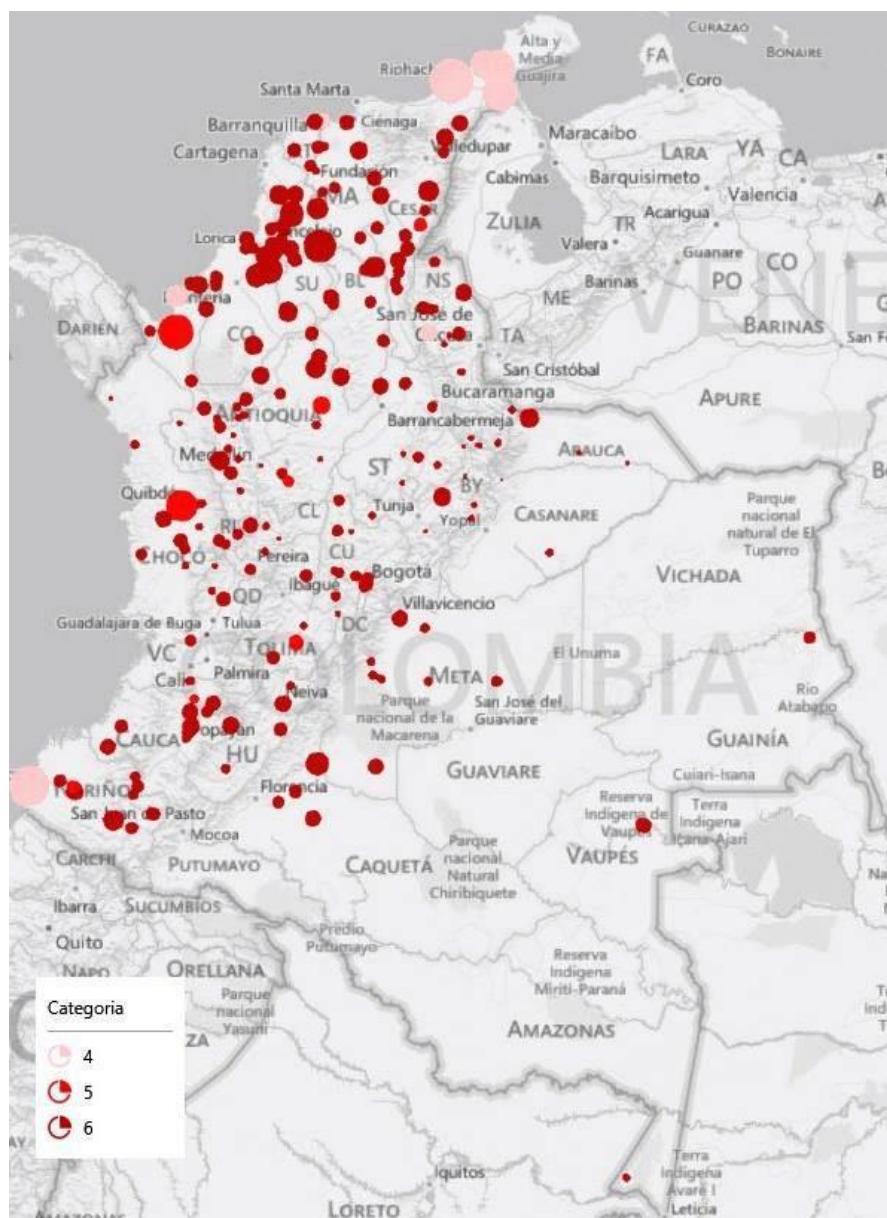 CURAZAO
BONAIRE
Alta y
Media
Guajira
FA
Coro
Santa Marta
Barranquilla
Ciénaga
Cartagena
Valledupar
Maracaibo
Fundación
Cabimas
LARA
YA
CA
Barquisimeto
Valencia
MA
CESAR
ZULIA
TR
Acarigua
Lorica
Valera
Guanare
SU
BL
NS
Barinas
PO
CO
ME
DARIÉN
CO
San José de
TA
BARINAS
San Cristóbal
Bucaramanga
APURE
ANTIOQUIA
Barrancabermeja
ARAUCA
Medellín
ST
BY
Quibdó
CL
Tunja
Yopal
CASANARE
Parque
nacional
natural de El
Tuparro
RI
CHOCÓ
Pereira
CU
VICHADA
Ibagué
Bogotá
QD
Villavicencio
Guadalajara de Buga
Tulua
DC
TOLIMA
VC
Palmira
COLOMBIA
El Unuma
Cali
META
Neiva
Parque
nacional de la
Macarena
San José del
Guaviare
Rio
Atabapo
CAUCA
Popayan
HU
GUAINÍA
GUAVIARE
Cuiari-Isana
NARIÑO
Florencia
San Juan de Pasto
Reserva
Indígena de
Vaupés
Terra
Indígena
Içana-Aiari
Mocoa
VAUPÉS
CARCHI
PUTUMAYO
CAQUETÁ
Parque
nacional
Natural
Chiribiquete
Ibarra
SUCUMBÍOS
Quito
Predio
Putumayo
NAPO
ORELLANA
Reserva
Indígena
Mirití-Paraná
Parque
nacional
Yasuní
AMAZONAS
Categoria
4
5
6
Terra
Indígena
Avaré I
Iquitos
Leticia
LORETO
AMAZONAS